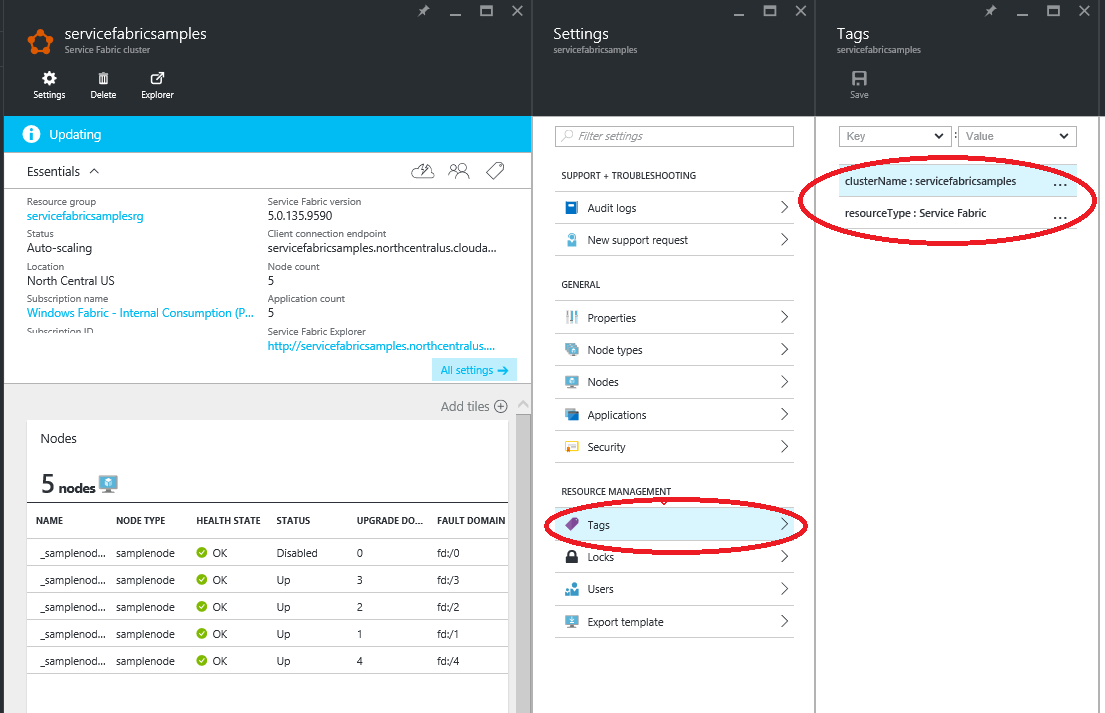 servicefabricsamples
Service Fabric cluster
Settings
Delete
Explorer
Updating
Essentials
Resource group
servicefabricsamplesrg
Status
Auto-scaling
Location
North Central US
Subscription name
Windows Fabric - Internal Consumption (P...
Subscription ID
Service Fabric version
5.0.135.9590
Client connection endpoint
servicefabricsamples.northcentralus.clouda...
Node count
5
Application count
5
Service Fabric Explorer
http://servicefabricsamples.northcentralus....
All settings
Add tiles
Nodes
5 nodes
NAME NODE TYPE HEALTH STATE STATUS UPGRADE DO... FAULT DOMAIN
_samplenod... samplenode OK Disabled 0 fd:/0
_samplenod... samplenode OK Up 3 fd:/3
_samplenod... samplenode OK Up 2 fd:/2
_samplenod... samplenode OK Up 1 fd:/1
_samplenod... samplenode OK Up 4 fd:/4
Settings
servicefabricsamples
Filter settings
SUPPORT + TROUBLESHOOTING
Audit logs
New support request
GENERAL
Properties
Node types
Nodes
Applications
Security
RESOURCE MANAGEMENT
Tags
Locks
Users
Export template
Tags
servicefabricsamples
Save
Key : Value
clusterName : servicefabricsamples ...
resourceType : Service Fabric ...